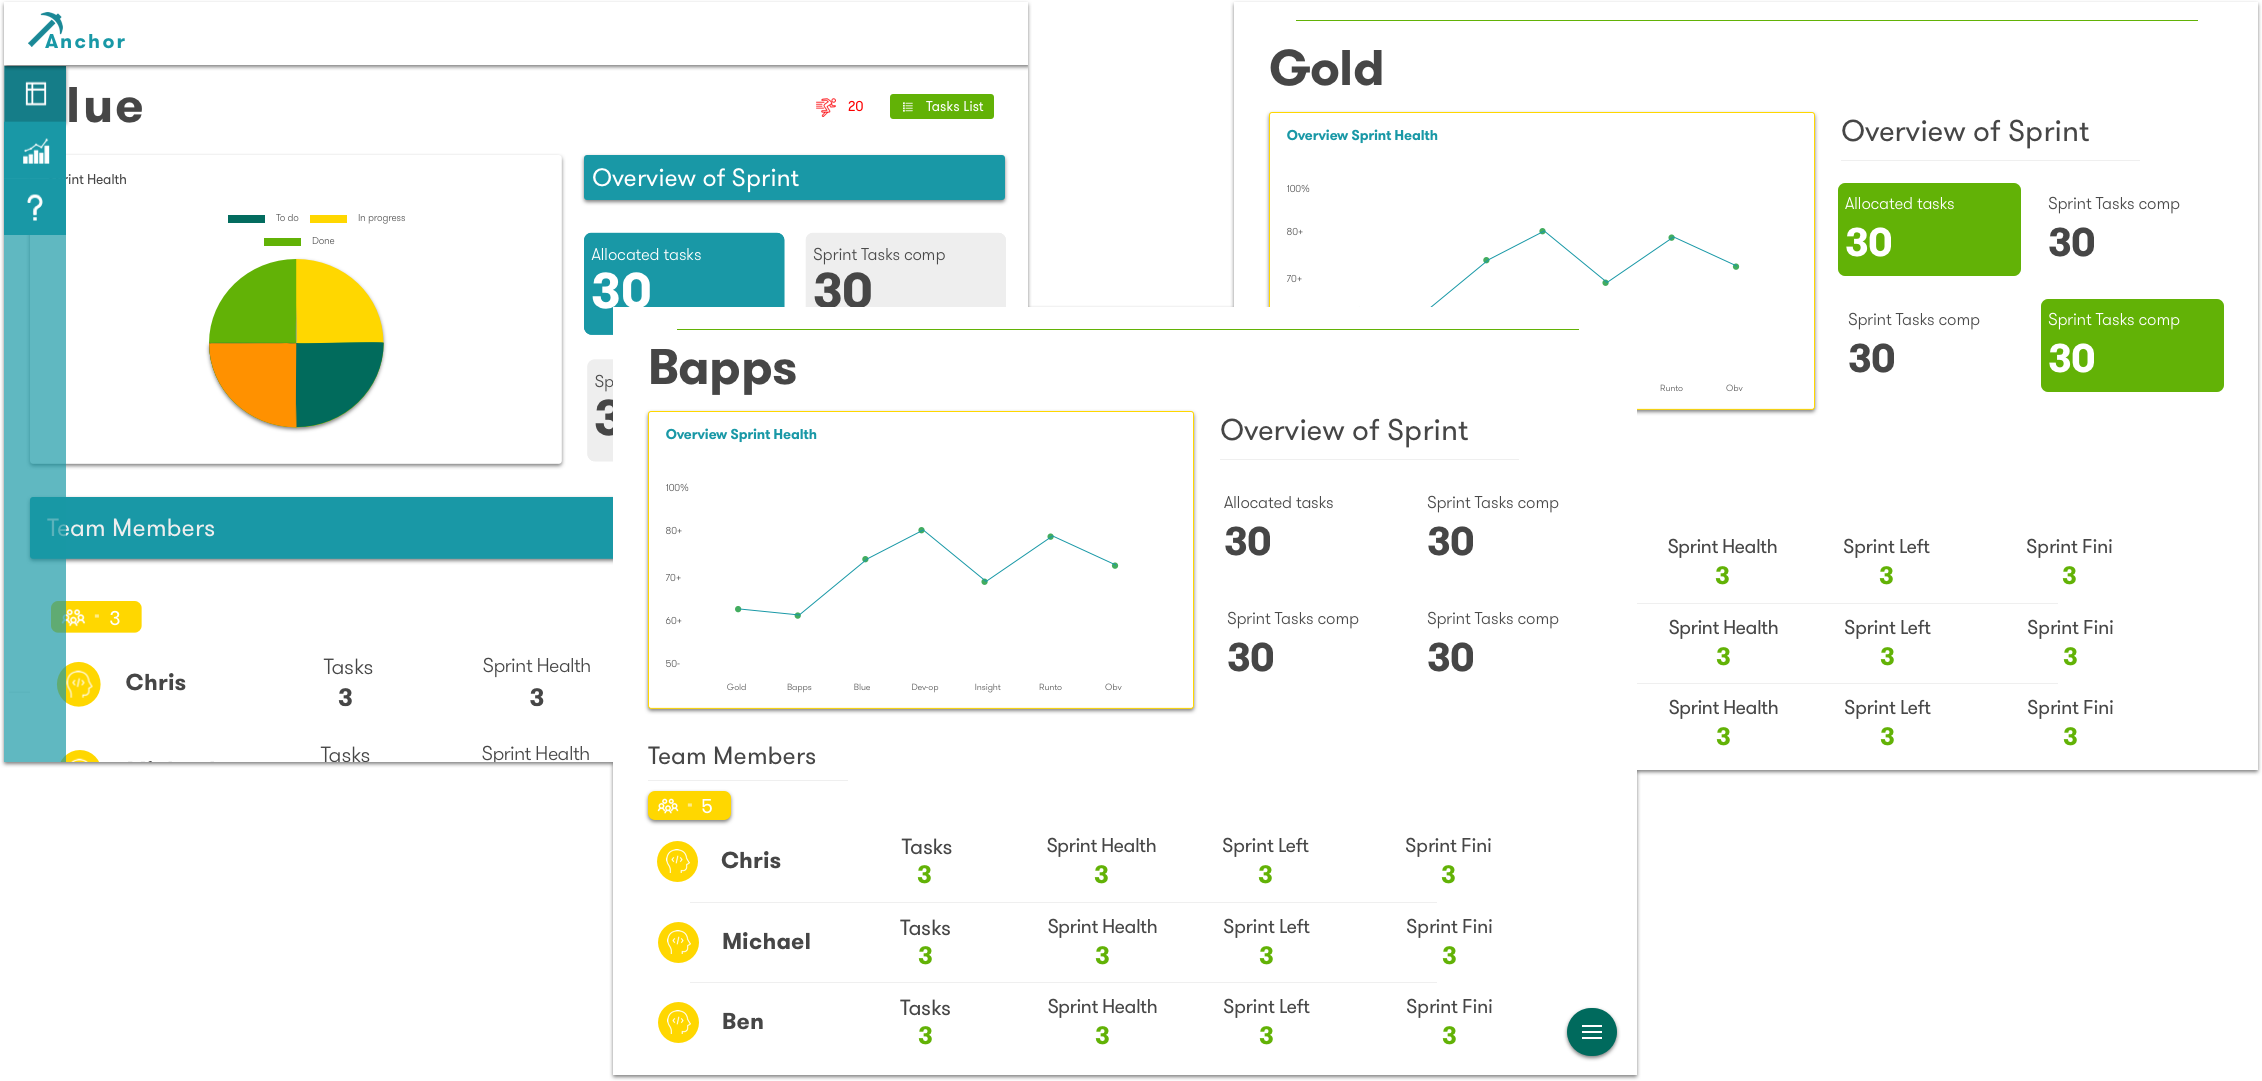 Anchor
lue
20
Tasks List
rint Health
To do
In progress
Done
Overview of Sprint
Allocated tasks
30
Sprint Tasks comp
30
Sp
3
Team Members
3
Chris
Tasks
3
Sprint Health
3
Tasks
Sprint Health
Gold
Overview Sprint Health
100%
80+
70+
Runto
Obv
Overview of Sprint
Allocated tasks
30
Sprint Tasks comp
30
Sprint Tasks comp
30
Sprint Tasks comp
30
Sprint Health
3
Sprint Left
3
Sprint Fini
3
Sprint Health
3
Sprint Left
3
Sprint Fini
3
Sprint Health
3
Sprint Left
3
Sprint Fini
3
Bapps
Overview Sprint Health
100%
80+
70+
60+
50-
Gold
Bapps
Blue
Dev-op
Insight
Runto
Obv
Overview of Sprint
Allocated tasks
30
Sprint Tasks comp
30
Sprint Tasks comp
30
Sprint Tasks comp
30
Team Members
5
Chris
Tasks
3
Sprint Health
3
Sprint Left
3
Sprint Fini
3
Michael
Tasks
3
Sprint Health
3
Sprint Left
3
Sprint Fini
3
Ben
Tasks
3
Sprint Health
3
Sprint Left
3
Sprint Fini
3